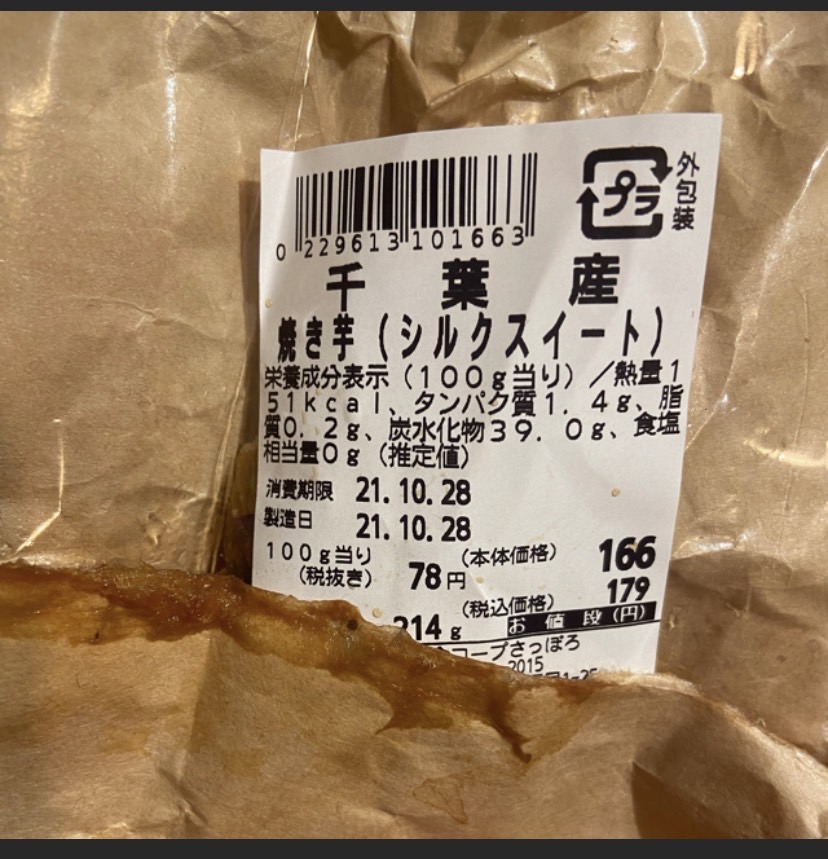 プラ
外包装
0 229613 101663
千葉産
焼き芋（シルクスイート）
栄養成分表示（100g当り）／熱量1
51kcal、タンパク質1.4g、脂
質0.2g、炭水化物39.0g、食塩
相当量0g（推定値）
消費期限 21.10.28
製造日 21.10.28
100g当り （本体価格） 166
（税抜き） 78円
（税込価格） 179
214g お値段(円)
コープさっぽろ
2015